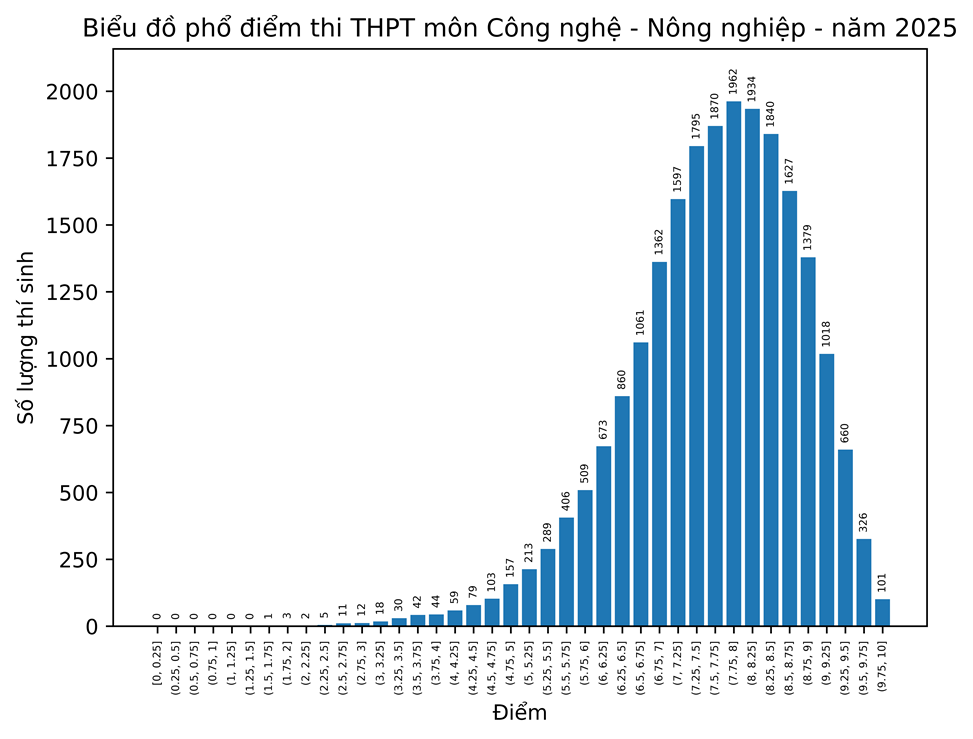 Biểu đồ phổ điểm thi THPT môn Công nghệ - Nông nghiệp - năm 2025
Số lượng thí sinh
2000
1750
1500
1250
1000
750
500
250
0
0 0 0 0 0 0 1 3 2 5 11 12 18 30 42 44 59 79 103 157 213 289 406 509 673 860 1061 1362 1597 1795 1870 1962 1934 1840 1627 1379 1018 660 326 101
[0, 0.25] (0.25, 0.5] (0.5, 0.75] (0.75, 1] (1, 1.25] (1.25, 1.5] (1.5, 1.75] (1.75, 2] (2, 2.25] (2.25, 2.5] (2.5, 2.75] (2.75, 3] (3, 3.25] (3.25, 3.5] (3.5, 3.75] (3.75, 4] (4, 4.25] (4.25, 4.5] (4.5, 4.75] (4.75, 5] (5, 5.25] (5.25, 5.5] (5.5, 5.75] (5.75, 6] (6, 6.25] (6.25, 6.5] (6.5, 6.75] (6.75, 7] (7, 7.25] (7.25, 7.5] (7.5, 7.75] (7.75, 8] (8, 8.25] (8.25, 8.5] (8.5, 8.75] (8.75, 9] (9, 9.25] (9.25, 9.5] (9.5, 9.75] (9.75, 10]
Điểm